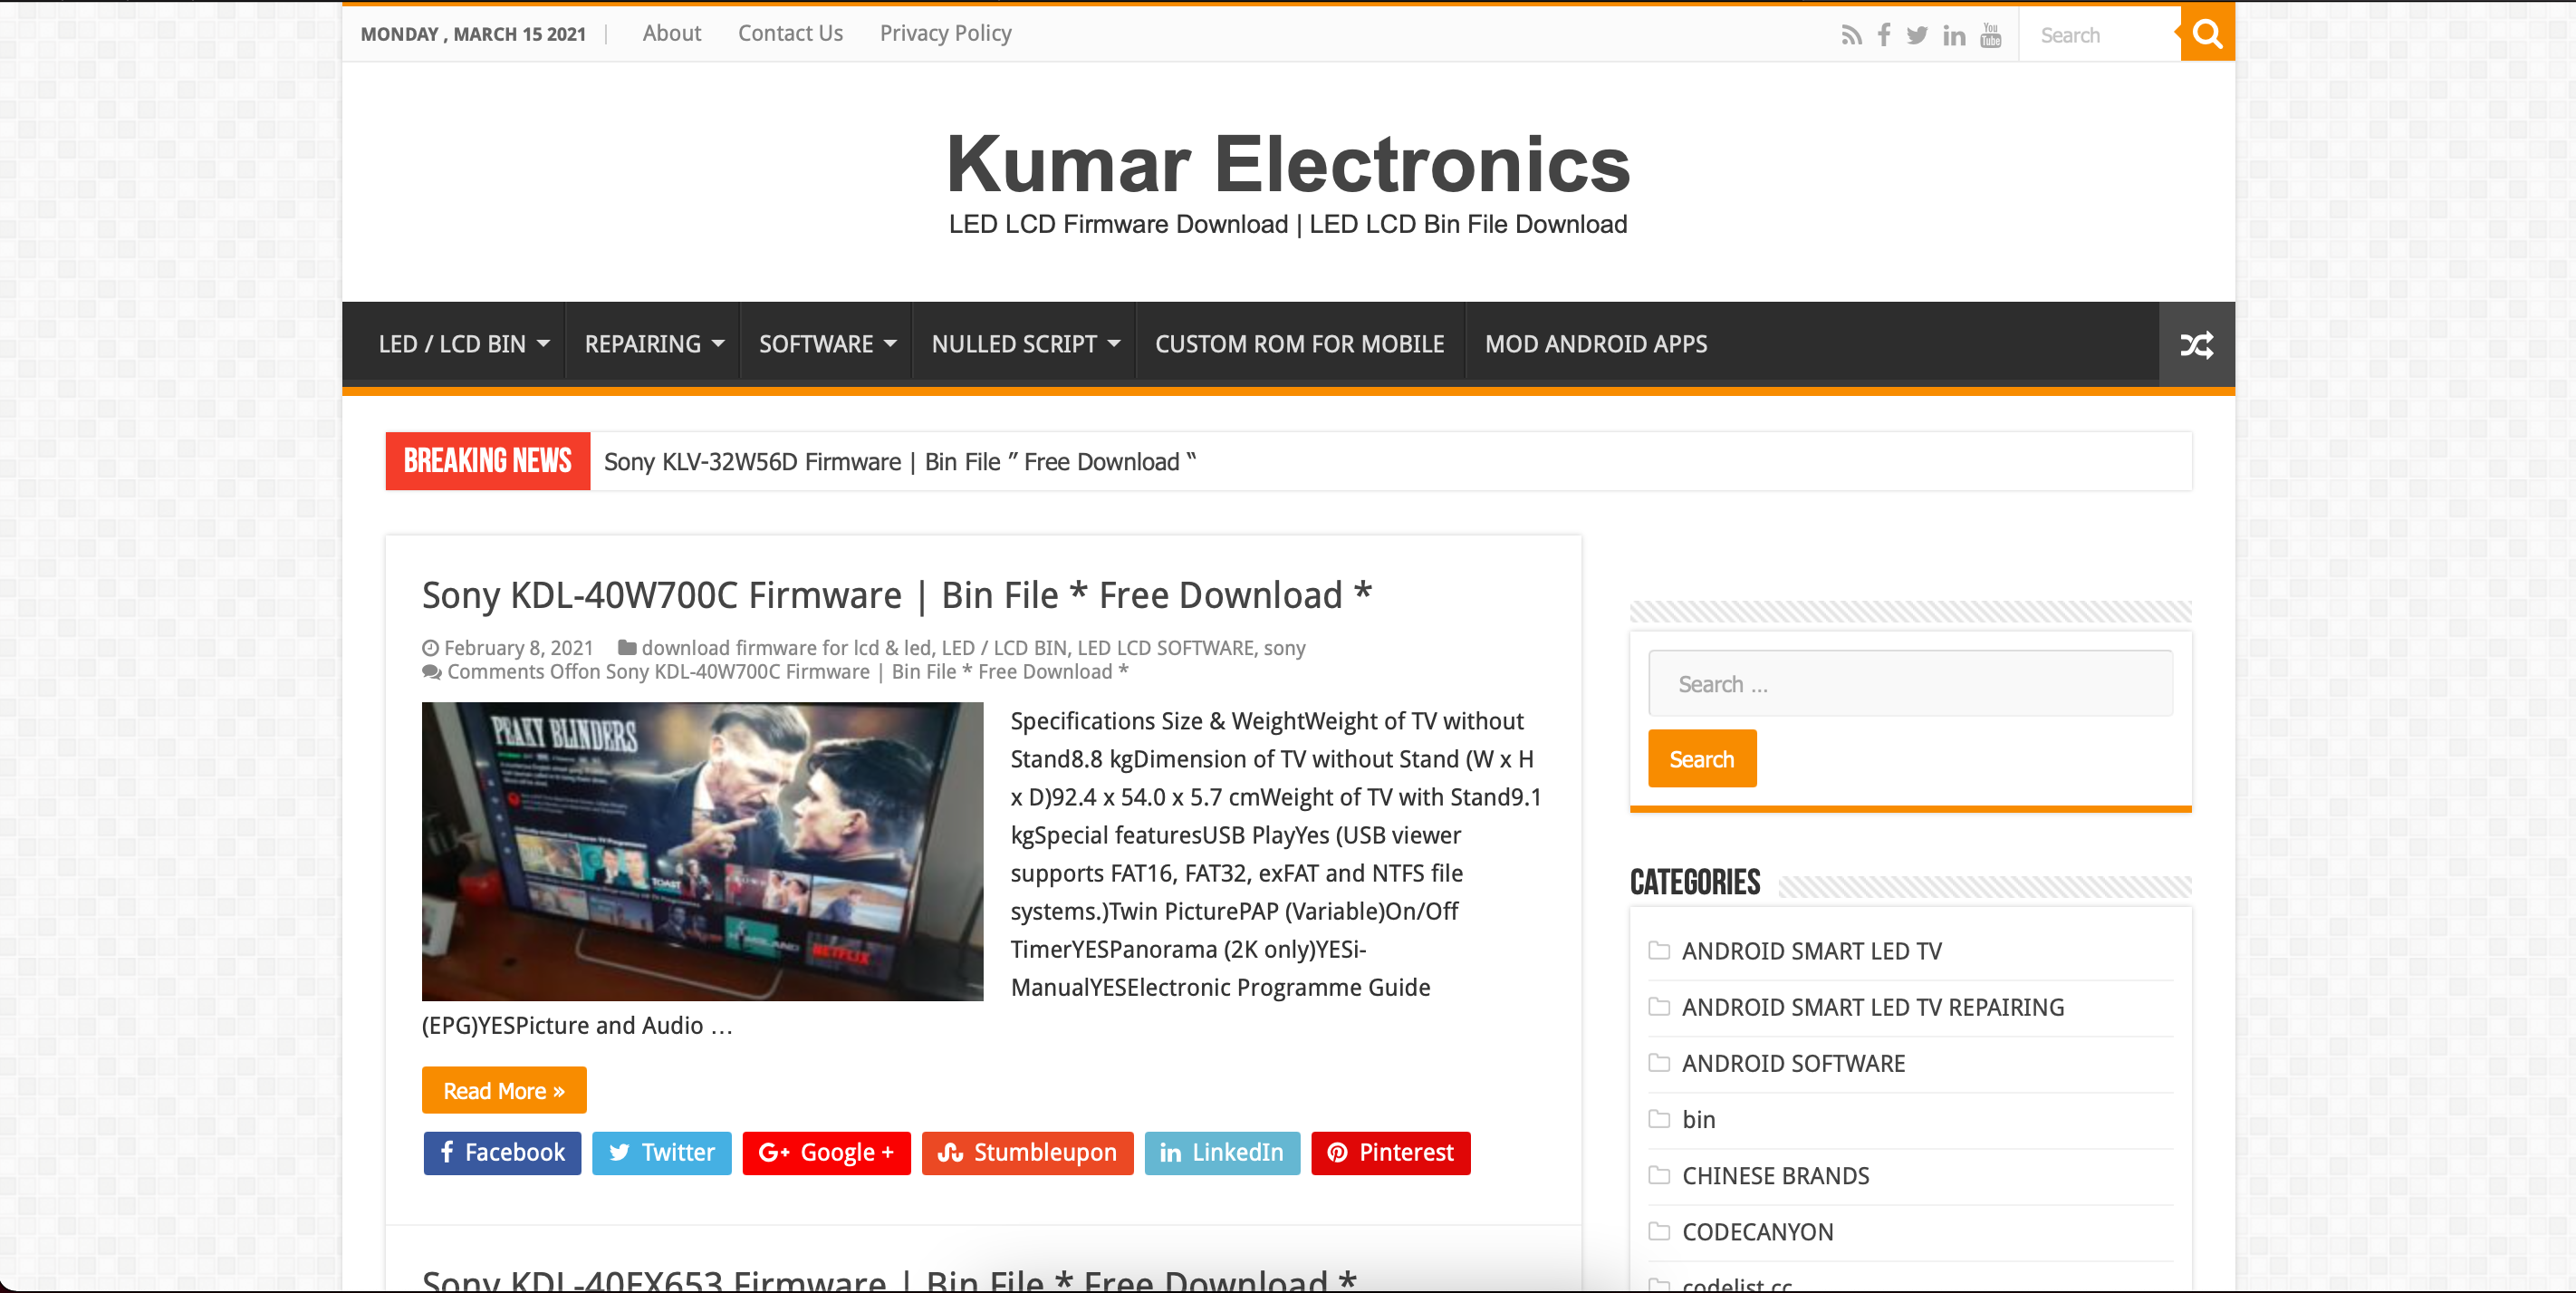 MONDAY , MARCH 15 2021
About
Contact Us
Privacy Policy
You
Tube
Search
Kumar Electronics
LED LCD Firmware Download | LED LCD Bin File Download
LED / LCD BIN
REPAIRING
SOFTWARE
NULLED SCRIPT
CUSTOM ROM FOR MOBILE
MOD ANDROID APPS
BREAKING NEWS
Sony KLV-32W56D Firmware | Bin File ” Free Download “
Sony KDL-40W700C Firmware | Bin File * Free Download *
February 8, 2021
download firmware for lcd & led, LED / LCD BIN, LED LCD SOFTWARE, sony
Comments Offon Sony KDL-40W700C Firmware | Bin File * Free Download *
PEAKY BLINDERS
TOAST
NETFLIX
Specifications Size & WeightWeight of TV without
Stand8.8 kgDimension of TV without Stand (W x H
x D)92.4 x 54.0 x 5.7 cmWeight of TV with Stand9.1
kgSpecial featuresUSB PlayYes (USB viewer
supports FAT16, FAT32, exFAT and NTFS file
systems.)Twin PicturePAP (Variable)On/Off
TimerYESPanorama (2K only)YESi-
ManualYESElectronic Programme Guide
(EPG)YESPicture and Audio …
Read More »
Facebook
Twitter
Google +
Stumbleupon
LinkedIn
Pinterest
Sony KDL-40EX653 Firmware | Bin File * Free Download *
Search ...
Search
CATEGORIES
ANDROID SMART LED TV
ANDROID SMART LED TV REPAIRING
ANDROID SOFTWARE
bin
CHINESE BRANDS
CODECANYON
codelist.cc